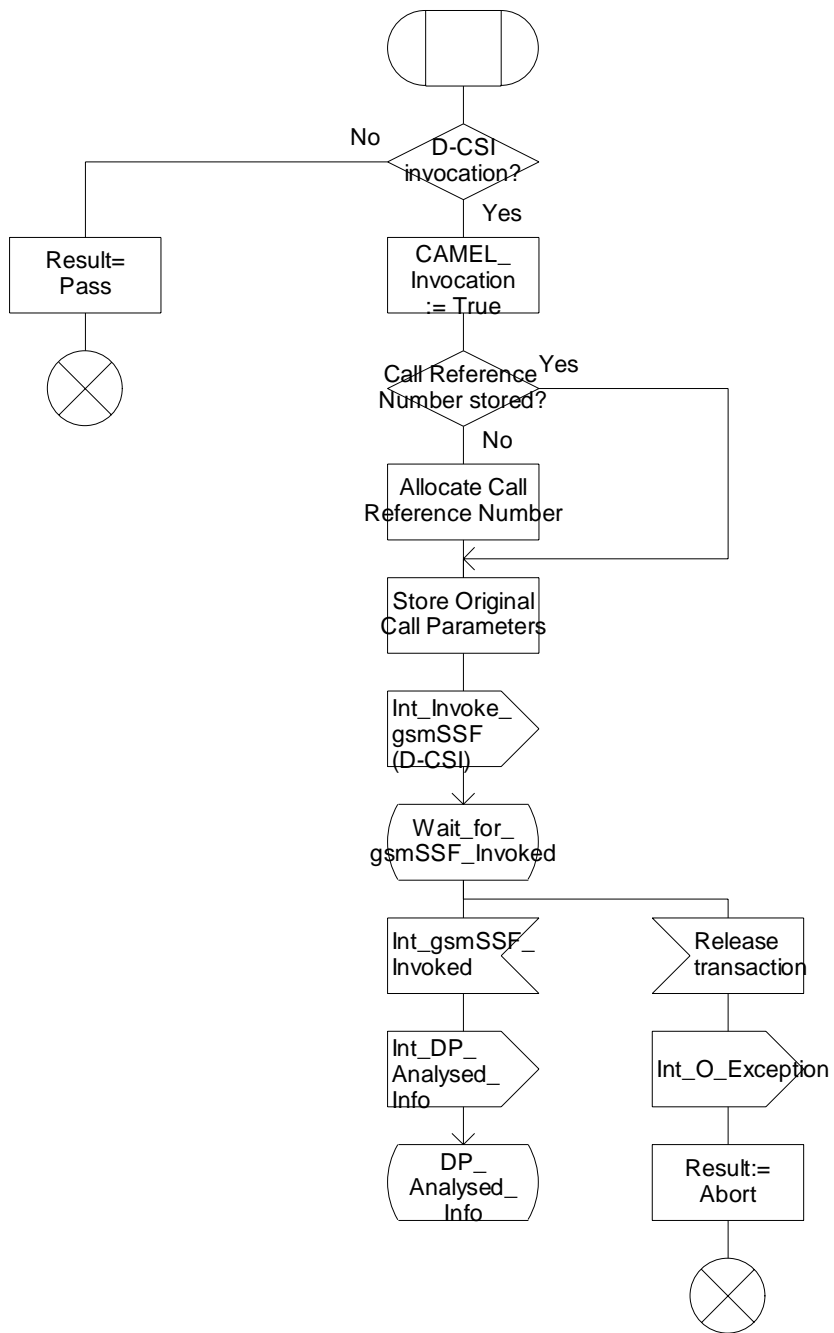 No
D-CSI
invocation?
Yes
Result=
Pass
CAMEL_
Invocation
:= True
Call Reference
Number stored?
Yes
No
Allocate Call
Reference Number
Store Original
Call Parameters
Int_Invoke_
gsmSSF
(D-CSI)
Wait_for_
gsmSSF_Invoked
Int_gsmSSF_
Invoked
Release
transaction
Int_DP_
Analysed_
Info
Int_O_Exception
DP_
Analysed_
Info
Result:=
Abort